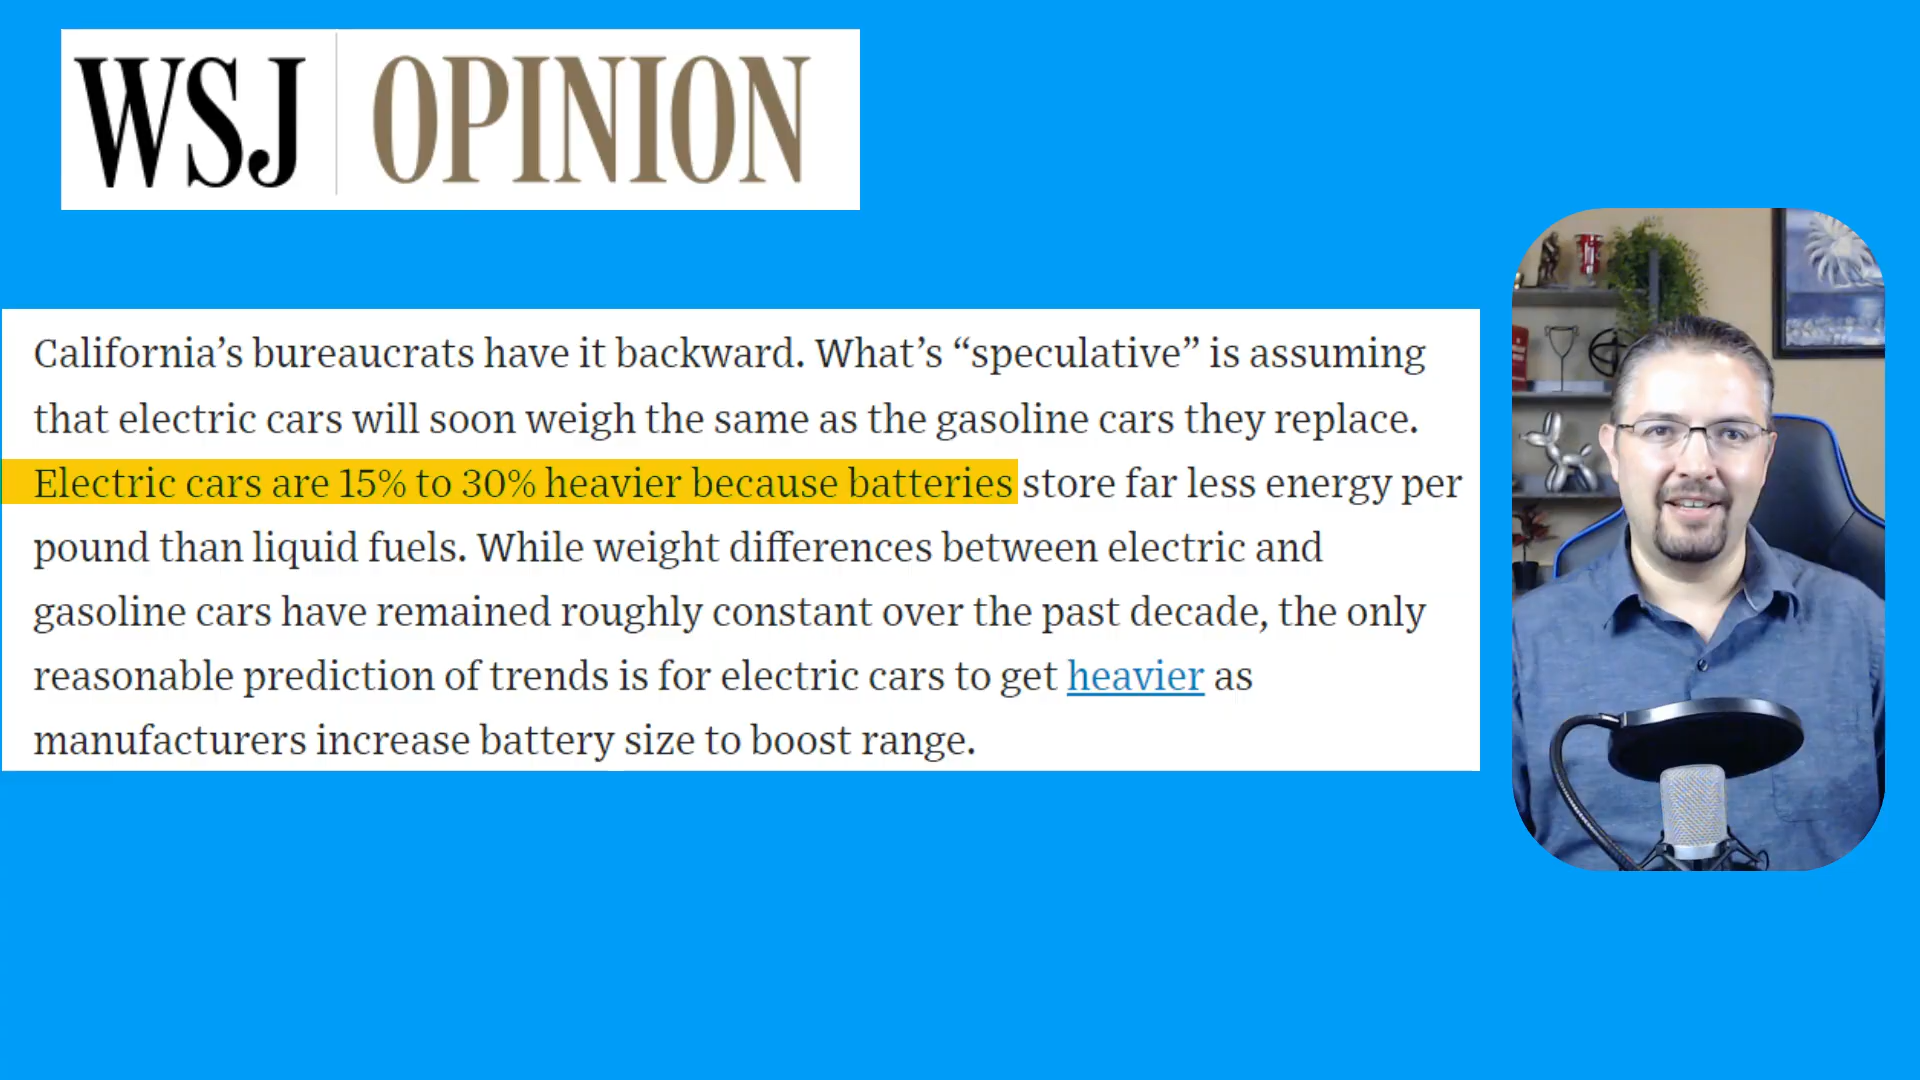 WSJ OPINION
California’s bureaucrats have it backward. What’s “speculative” is assuming
that electric cars will soon weigh the same as the gasoline cars they replace.
Electric cars are 15% to 30% heavier because batteries store far less energy per
pound than liquid fuels. While weight differences between electric and
gasoline cars have remained roughly constant over the past decade, the only
reasonable prediction of trends is for electric cars to get heavier as
manufacturers increase battery size to boost range.